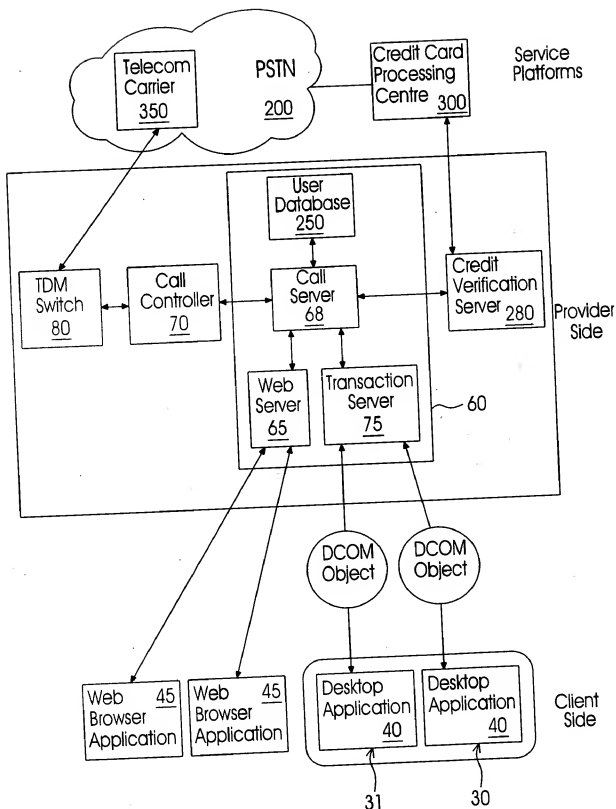 Telecom
Carrier
350
PSTN
200
Credit Card
Processing
Centre 300
Service
Platforms
User
Database
250
TDM
Switch
80
Call
Controller
70
Call
Server
68
Credit
Verification
Server 280
Provider
Side
Web
Server
65
Transaction
Server
75
60
DCOM
Object
DCOM
Object
Web 45
Browser
Application
Web 45
Browser
Application
Desktop
Application
40
Desktop
Application
40
Client
Side
31
30